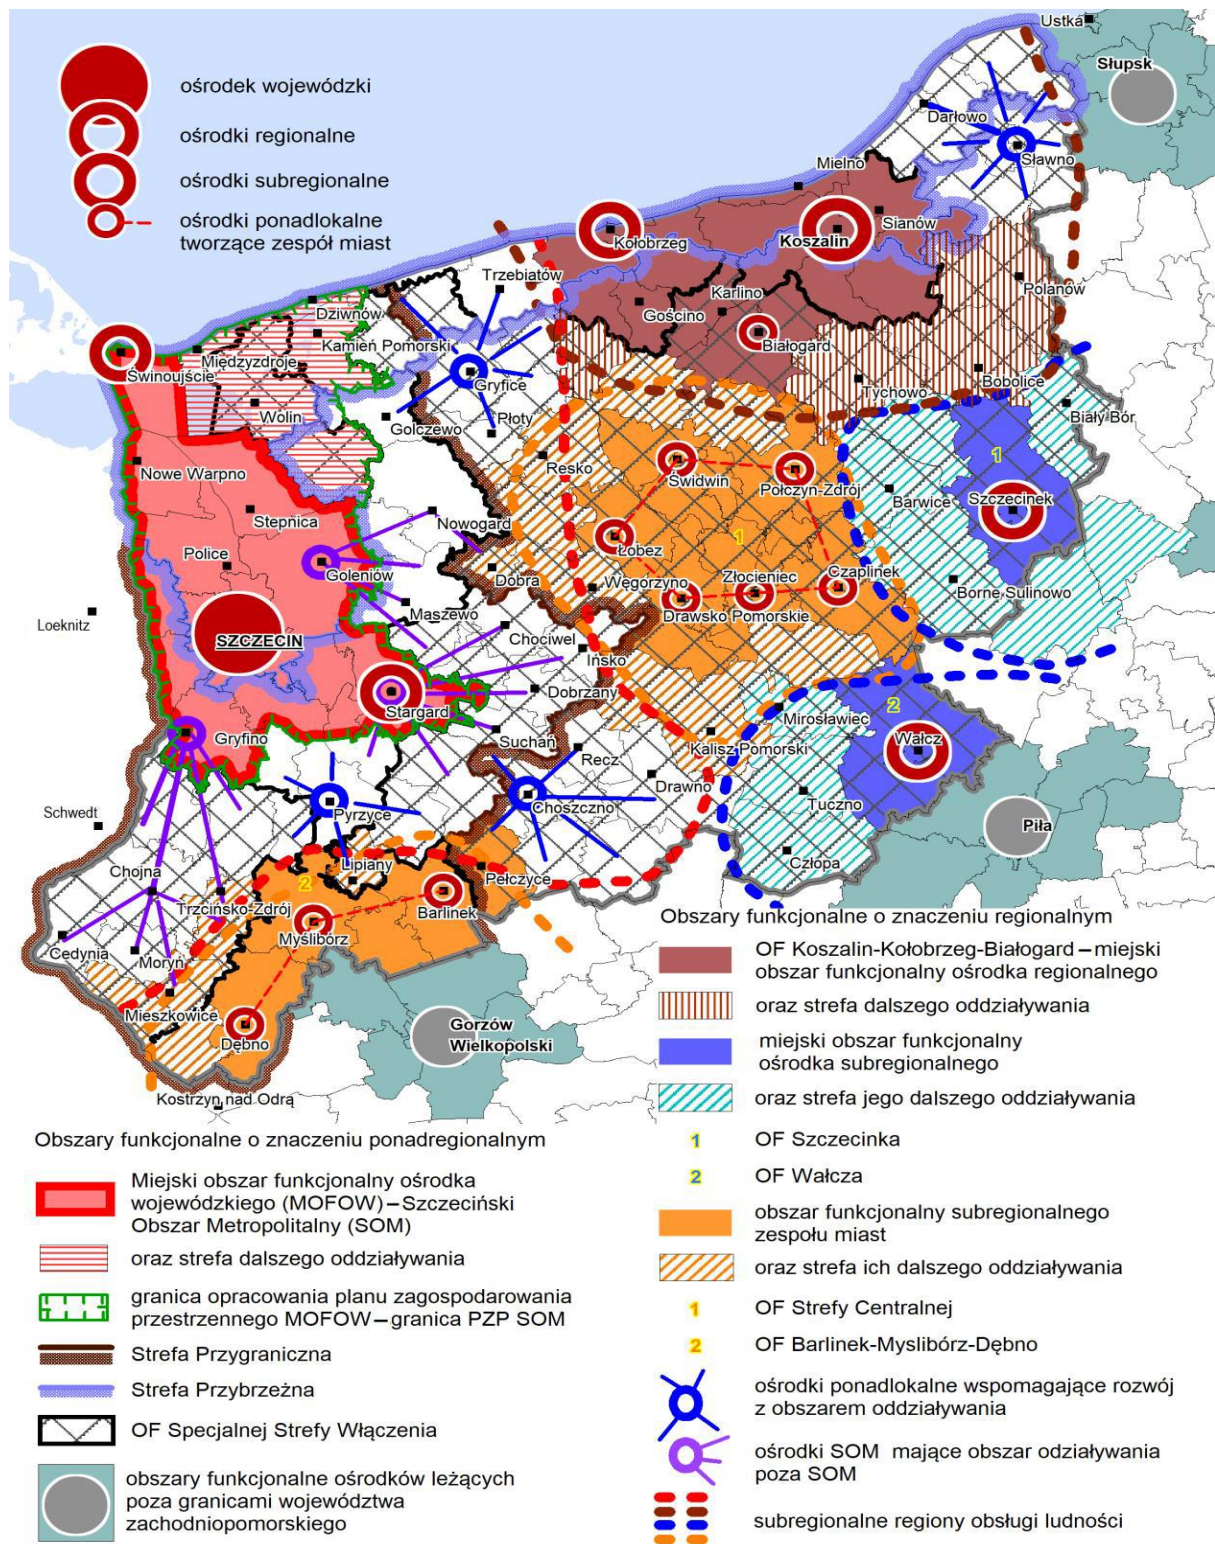 Ustka
Słupsk
ośrodek wojewódzki
ośrodki regionalne
ośrodki subregionalne
ośrodki ponadlokalne
tworzące zespół miast
Darłowo
Sławno
Mielno
Sianów
Kołobrzeg
Koszalin
Trzebiatów
Karlino
Polanów
Dziwnów
Gościno
Białogard
Kamień Pomorski
Międzyzdroje
Świnoujście
Gryfice
Tychowo
Bobolice
Wolin
Golczewo
Płoty
Biały Bór
Nowe Warpno
Resko
Świdwin
Połczyn-Zdrój
1
Barwice
Szczecinek
Stepnica
Nowogard
Łobez
1
Police
Goleniów
Dobra
Węgorzyno
Złocieniec
Czaplinek
Borne Sulinowo
Maszewo
Drawsko Pomorskie
Loeknitz
SZCZECIN
Chociwel
Ińsko
Stargard
Dobrzany
Mirosławiec
2
Gryfino
Suchań
Kalisz Pomorski
Wałcz
Recz
Drawno
Schwedt
Pyrzyce
Choszczno
Tuczno
Piła
Człopa
Chojna
Lipiany
Pełczyce
2
Trzcińsko-Zdrój
Barlinek
Myślibórz
Cedynia
Moryń
Mieszkowice
Dębno
Gorzów
Wielkopolski
Kostrzyn nad Odrą
Obszary funkcjonalne o znaczeniu regionalnym
OF Koszalin-Kołobrzeg-Białogard – miejski
obszar funkcjonalny ośrodka regionalnego
oraz strefa dalszego oddziaływania
miejski obszar funkcjonalny
ośrodka subregionalnego
oraz strefa jego dalszego oddziaływania
1 OF Szczecinka
2 OF Wałcza
obszar funkcjonalny subregionalnego
zespołu miast
oraz strefa ich dalszego oddziaływania
1 OF Strefy Centralnej
2 OF Barlinek-Myslibórz-Dębno
ośrodki ponadlokalne wspomagające rozwój
z obszarem oddziaływania
ośrodki SOM mające obszar odziaływania
poza SOM
subregionalne regiony obsługi ludności
Obszary funkcjonalne o znaczeniu ponadregionalnym
Miejski obszar funkcjonalny ośrodka
wojewódzkiego (MOFOW) – Szczeciński
Obszar Metropolitalny (SOM)
oraz strefa dalszego oddziaływania
granica opracowania planu zagospodarowania
przestrzennego MOFOW – granica PZP SOM
Strefa Przygraniczna
Strefa Przybrzeżna
OF Specjalnej Strefy Włączenia
obszary funkcjonalne ośrodków leżących
poza granicami województwa
zachodniopomorskiego